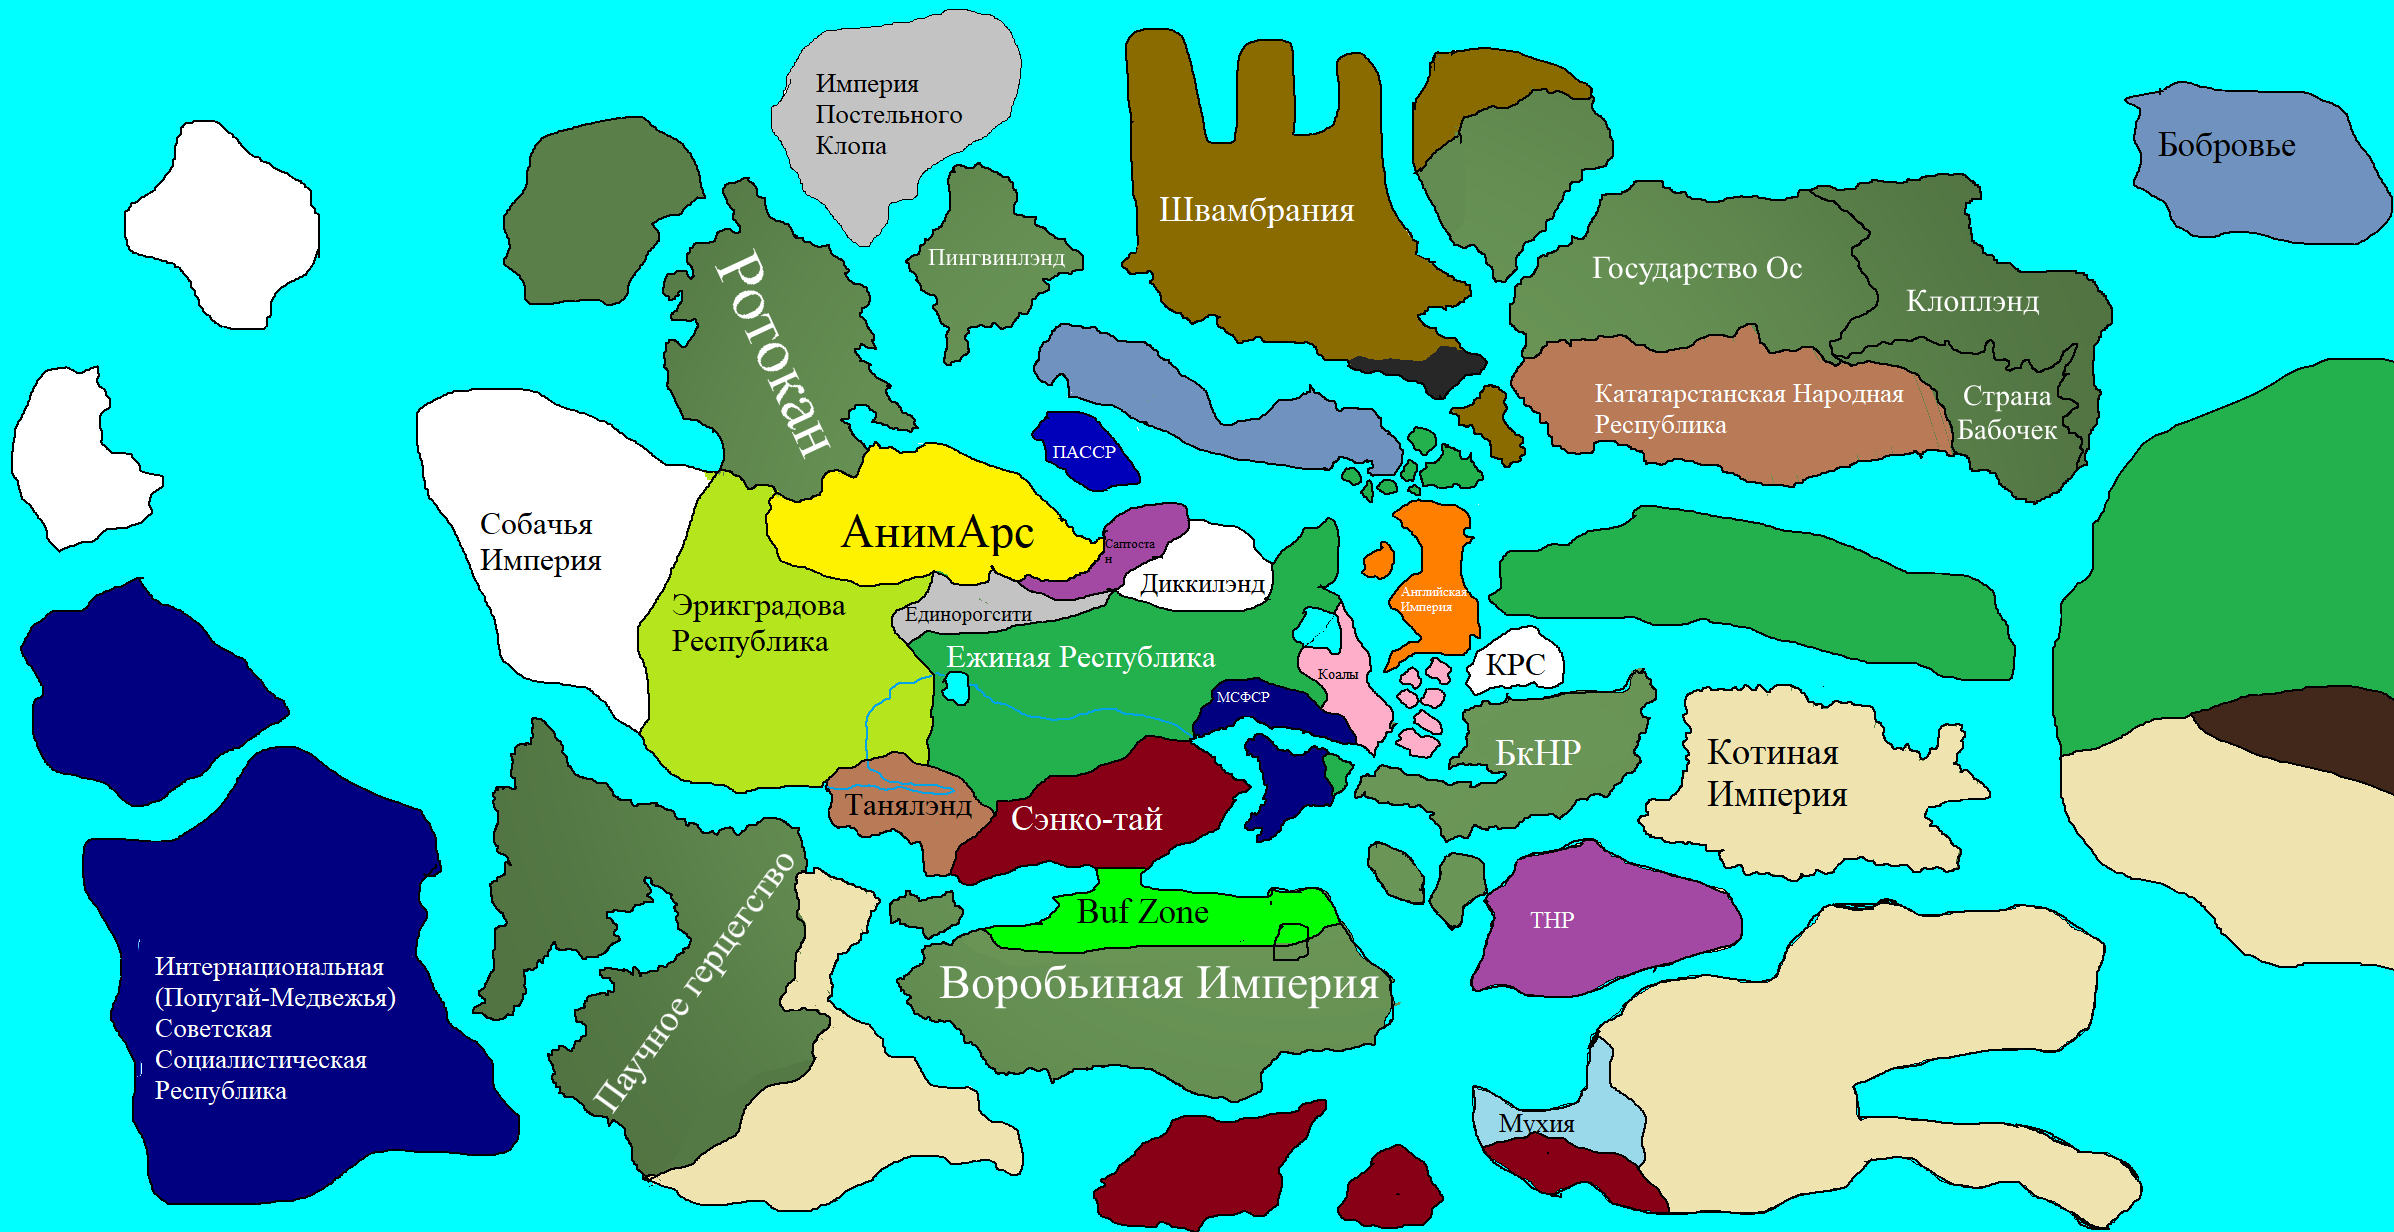 Империя
Постельного
Клопа
Бобровье
Швамбрания
Пингвинлэнд
Государство Ос
Клоплэнд
Ротокан
Кататарстанская Народная
Республика
Страна
Бабочек
ПАССР
Собачья
Империя
АнимАрс
Саптоста
н
Диккилэнд
Английская
Империя
Эрикградова
Республика
Единорогсити
Ежиная Республика
КРС
Коалы
МСФСР
БкНР
Котиная
Империя
Танялэнд
Сэнко-тай
Паучное герцегство
Buf Zone
ТНР
Воробьиная Империя
Интернациональная
(Попугай-Медвежья)
Советская
Социалистическая
Республика
Мухия